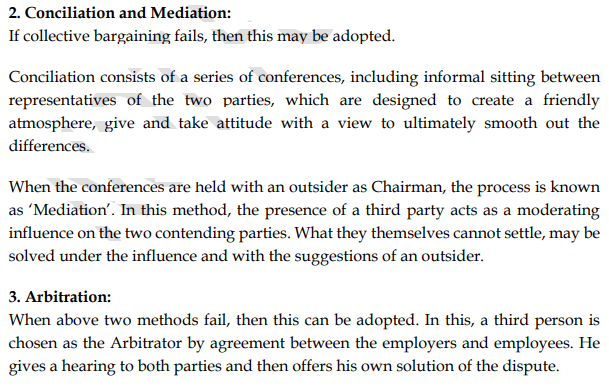 2. Conciliation and Mediation:
If collective bargaining fails, then this may be adopted.
Conciliation consists of a series of conferences, including informal sitting between
representatives of the two parties, which are designed to create a friendly
atmosphere, give and take attitude with a view to ultimately smooth out the
differences.
When the conferences are held with an outsider as Chairman, the process is known
as ‘Mediation’. In this method, the presence of a third party acts as a moderating
influence on the two contending parties. What they themselves cannot settle, may be
solved under the influence and with the suggestions of an outsider.
3. Arbitration:
When above two methods fail, then this can be adopted. In this, a third person is
chosen as the Arbitrator by agreement between the employers and employees. He
gives a hearing to both parties and then offers his own solution of the dispute.